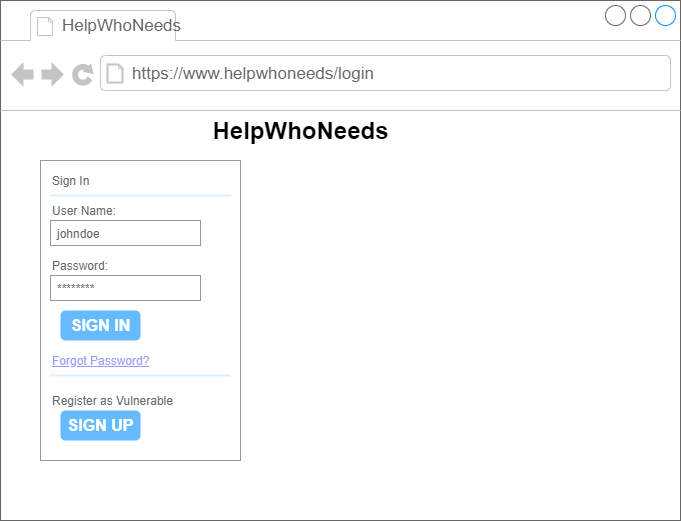 HelpWhoNeeds
https://www.helpwhoneeds/login
HelpWhoNeeds
Sign In
User Name:
johndoe
Password:
********
SIGN IN
Forgot Password?
Register as Vulnerable
SIGN UP